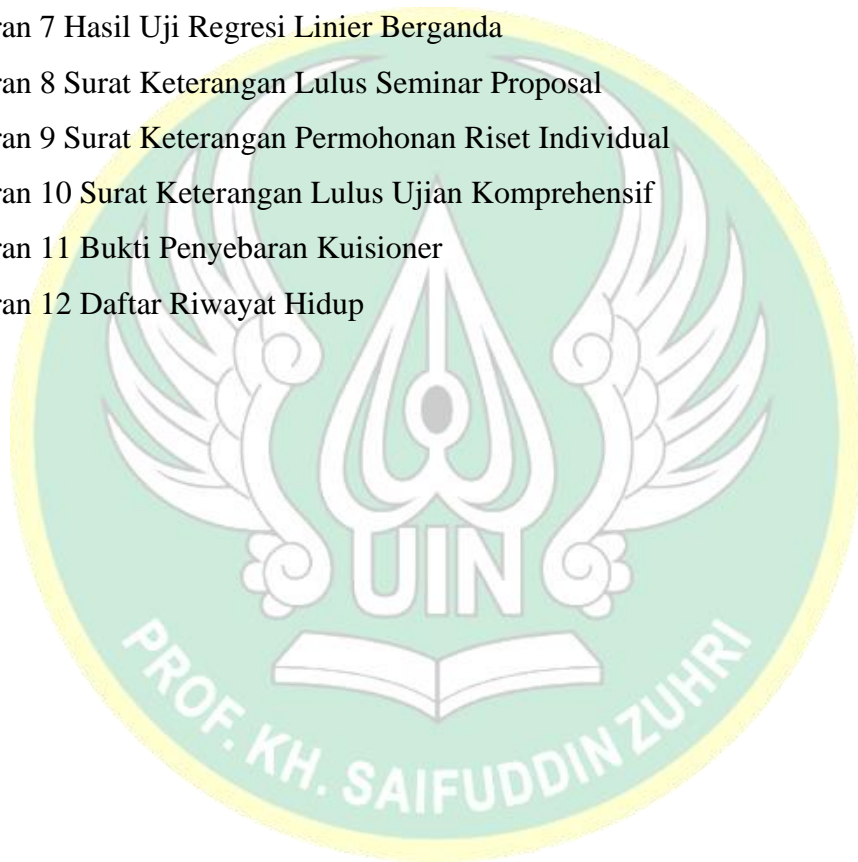 ran 7 Hasil Uji Regresi Linier Berganda
ran 8 Surat Keterangan Lulus Seminar Proposal
ran 9 Surat Keterangan Permohonan Riset Individual
ran 10 Surat Keterangan Lulus Ujian Komprehensif
ran 11 Bukti Penyebaran Kuisioner
ran 12 Daftar Riwayat Hidup
UIN
PROF. KH. SAIFUDDIN ZUHRI